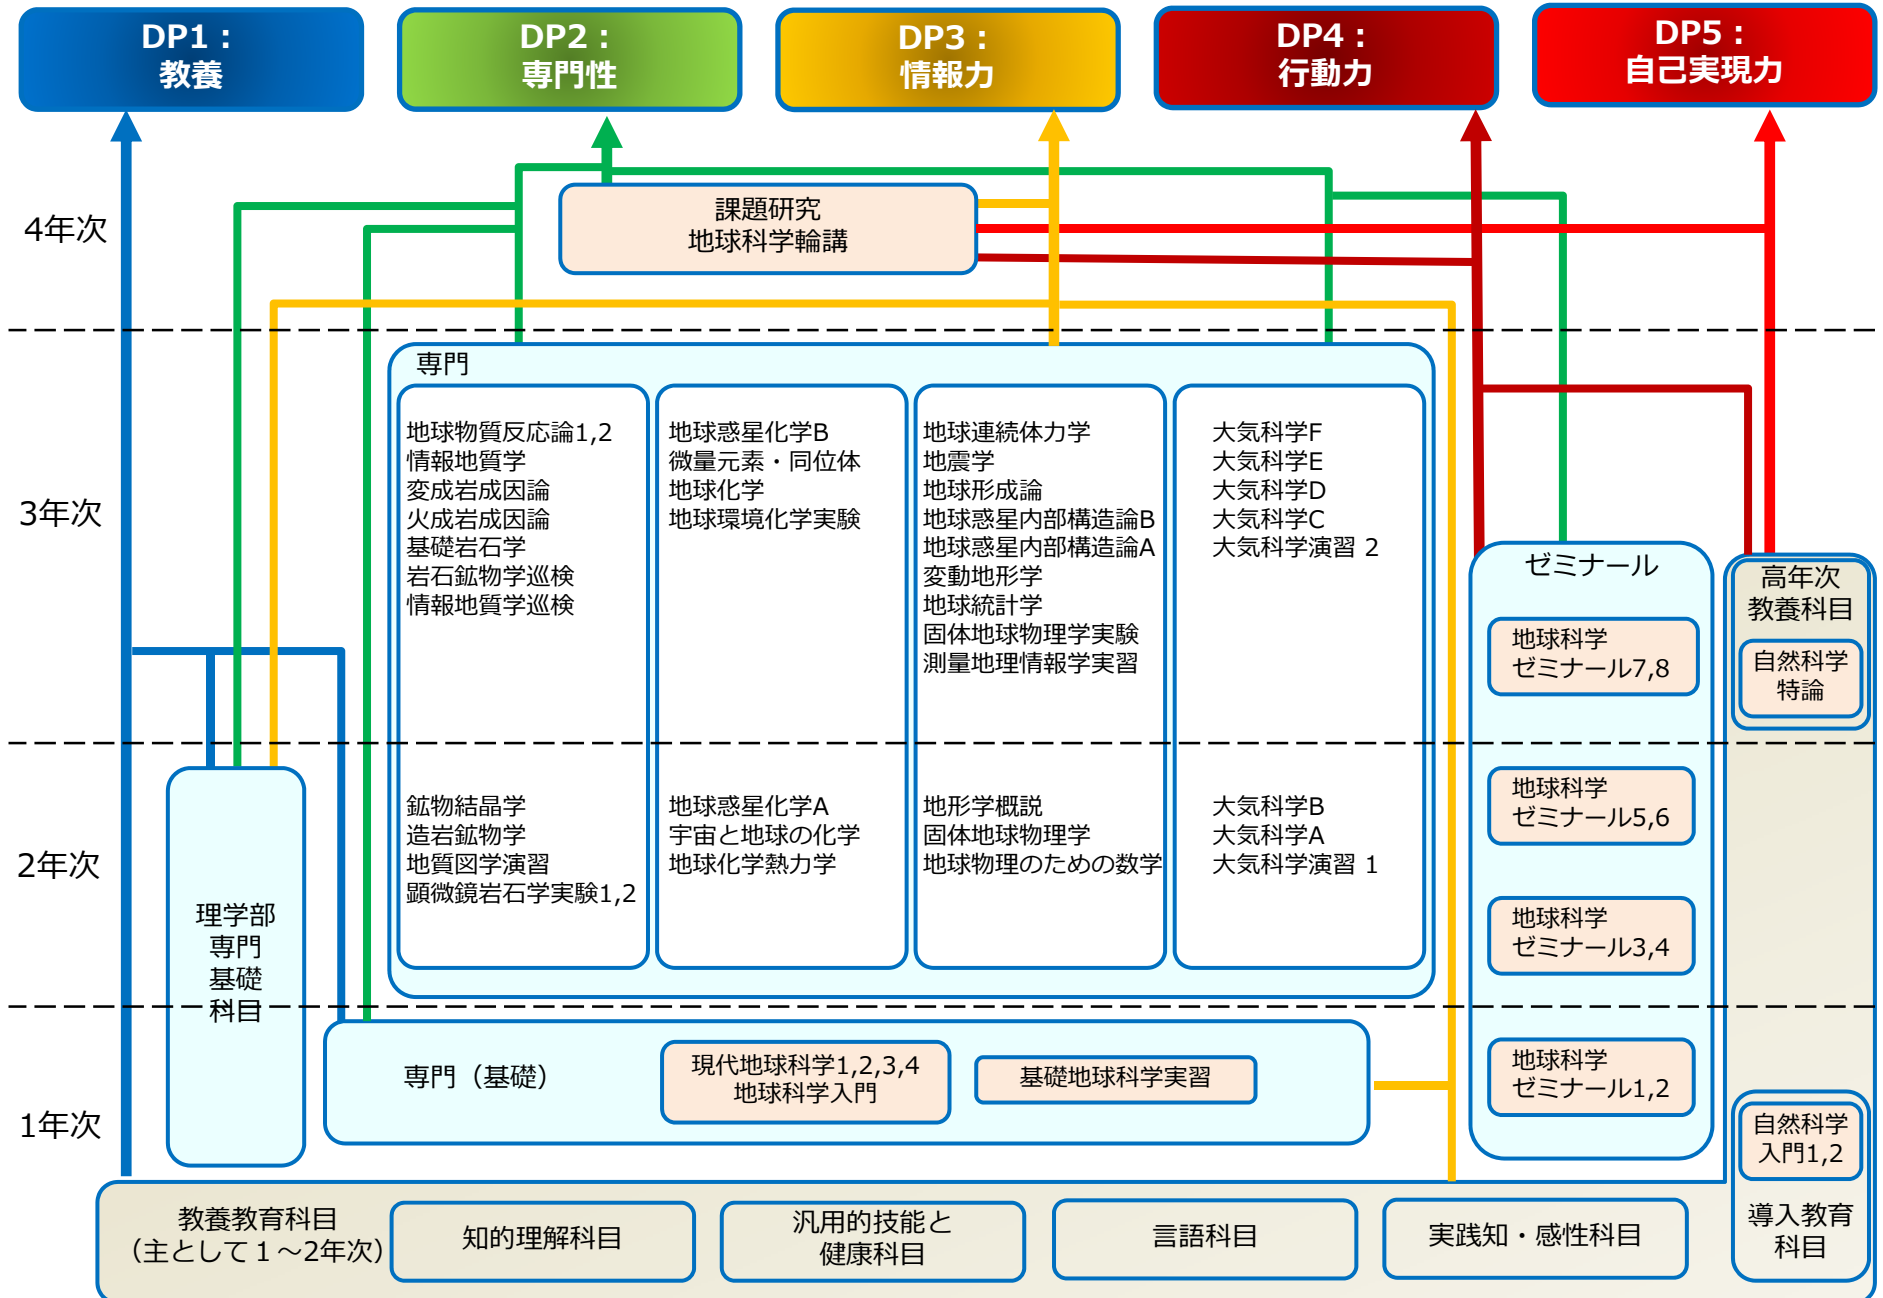 DP1：
教養
DP2：
専門性
DP3：
情報力
DP4：
行動力
DP5：
自己実現力
4年次
課題研究
地球科学輪講
3年次
専門
地球物質反応論1,2
情報地質学
変成岩成因論
火成岩成因論
基礎岩石学
岩石鉱物学巡検
情報地質学巡検
地球惑星化学B
微量元素・同位体
地球化学
地球環境化学実験
地球連続体力学
地震学
地球形成論
地球惑星内部構造論B
地球惑星内部構造論A
変動地形学
地球統計学
固体地球物理学実験
測量地理情報学実習
大気科学F
大気科学E
大気科学D
大気科学C
大気科学演習 2
ゼミナール
地球科学
ゼミナール7,8
高年次
教養科目
自然科学
特論
2年次
理学部
専門
基礎
科目
鉱物結晶学
造岩鉱物学
地質図学演習
顕微鏡岩石学実験1,2
地球惑星化学A
宇宙と地球の化学
地球化学熱力学
地形学概説
固体地球物理学
地球物理のための数学
大気科学B
大気科学A
大気科学演習 1
地球科学
ゼミナール5,6
地球科学
ゼミナール3,4
1年次
専門（基礎）
現代地球科学1,2,3,4
地球科学入門
基礎地球科学実習
地球科学
ゼミナール1,2
自然科学
入門1,2
導入教育
科目
教養教育科目
（主として１～2年次）
知的理解科目
汎用的技能と
健康科目
言語科目
実践知・感性科目